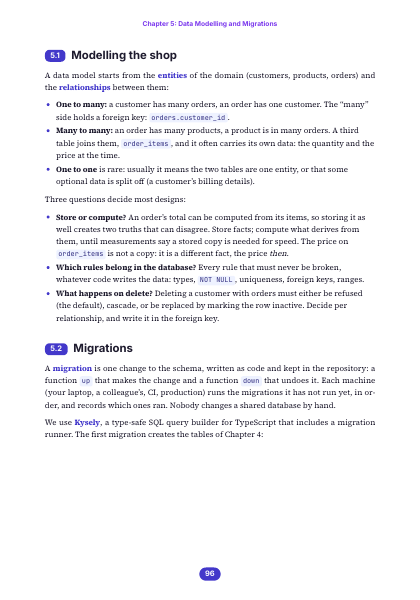 Chapter 5: Data Modelling and Migrations
5.1 Modelling the shop
A data model starts from the entities of the domain (customers, products, orders) and
the relationships between them:
• One to many: a customer has many orders, an order has one customer. The “many”
side holds a foreign key: orders.customer_id.
• Many to many: an order has many products, a product is in many orders. A third
table joins them, order_items, and it often carries its own data: the quantity and the
price at the time.
• One to one is rare: usually it means the two tables are one entity, or that some
optional data is split off (a customer’s billing details).
Three questions decide most designs:
• Store or compute? An order’s total can be computed from its items, so storing it as
well creates two truths that can disagree. Store facts; compute what derives from
them, until measurements say a stored copy is needed for speed. The price on
order_items is not a copy: it is a different fact, the price then.
• Which rules belong in the database? Every rule that must never be broken,
whatever code writes the data: types, NOT NULL, uniqueness, foreign keys, ranges.
• What happens on delete? Deleting a customer with orders must either be refused
(the default), cascade, or be replaced by marking the row inactive. Decide per
relationship, and write it in the foreign key.
5.2 Migrations
A migration is one change to the schema, written as code and kept in the repository: a
function up that makes the change and a function down that undoes it. Each machine
(your laptop, a colleague’s, CI, production) runs the migrations it has not run yet, in or-
der, and records which ones ran. Nobody changes a shared database by hand.
We use Kysely, a type-safe SQL query builder for TypeScript that includes a migration
runner. The first migration creates the tables of Chapter 4:
96